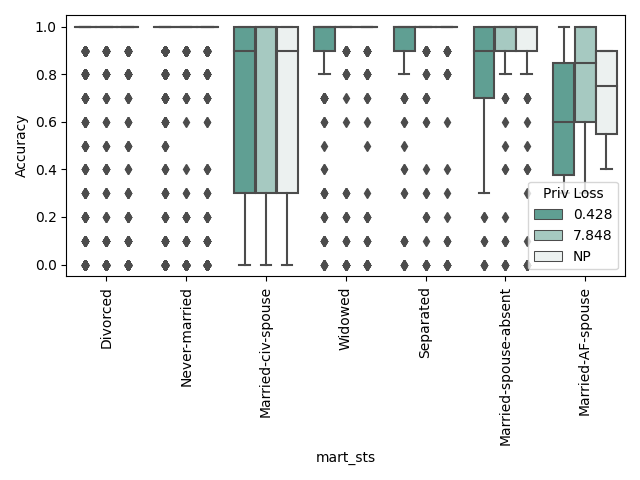 Accuracy
1.0
0.8
0.6
0.4
0.2
0.0
Priv Loss
0.428
7.848
NP
Divorced
Never-married
Married-civ-spouse
Widowed
Separated
Married-spouse-absent
Married-AF-spouse
mart_sts